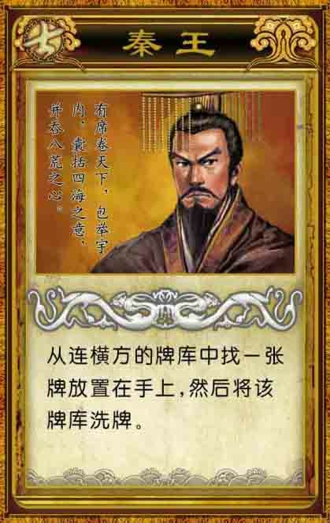 七
秦王
有席卷天下，包举宇
内，囊括四海之意，
并吞八荒之心。
从连横方的牌库中找一张
牌放置在手上，然后将该
牌库洗牌。